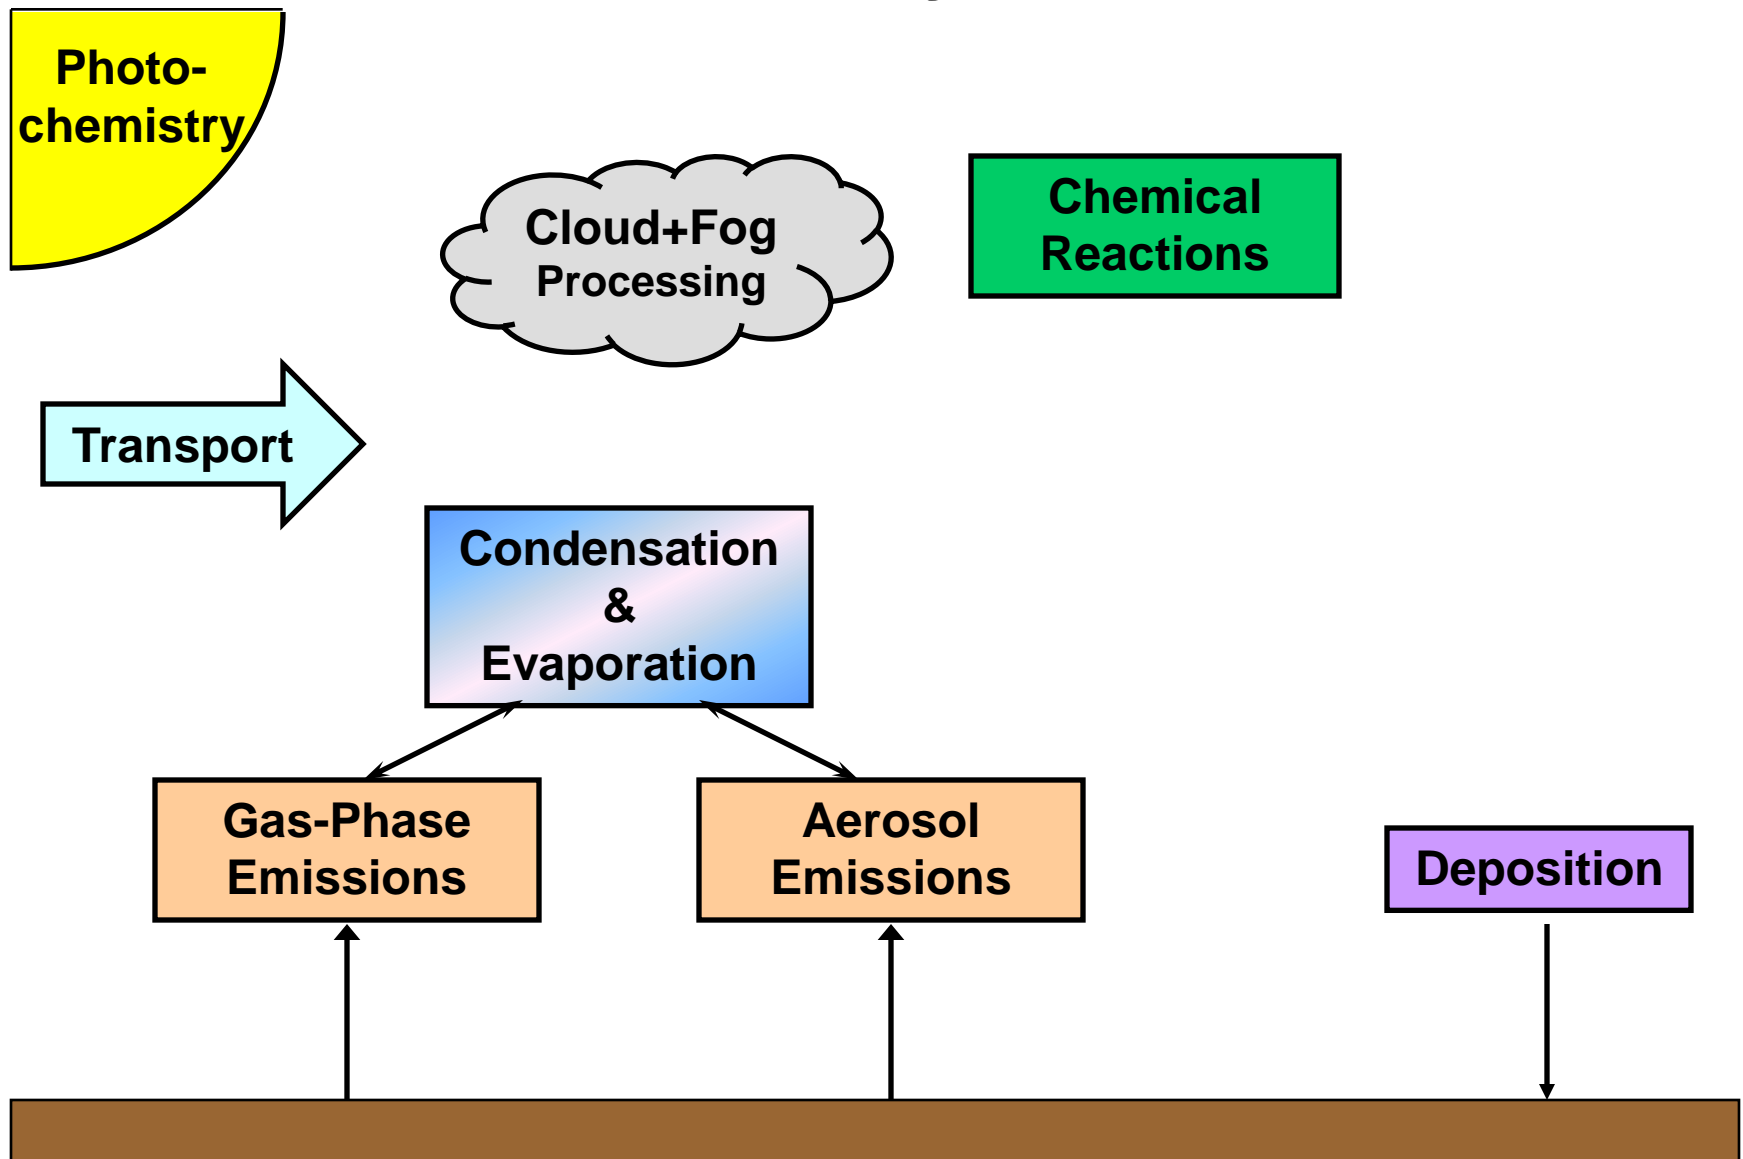 Photo-
chemistry
Cloud+Fog
Processing
Chemical
Reactions
Transport
Condensation
&
Evaporation
Gas-Phase
Emissions
Aerosol
Emissions
Deposition